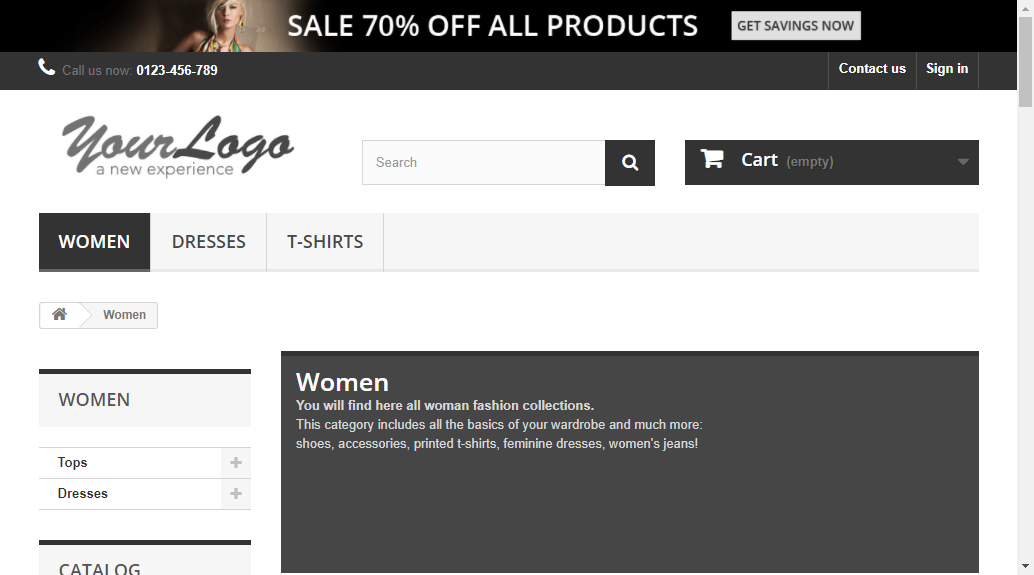 SALE 70% OFF ALL PRODUCTS GET SAVINGS NOW
Call us now: 0123-456-789 Contact us Sign in
YourLogo
a new experience
Search Cart (empty)
WOMEN DRESSES T-SHIRTS
Women
WOMEN
Tops
Dresses
CATALOG
Women
You will find here all woman fashion collections.
This category includes all the basics of your wardrobe and much more:
shoes, accessories, printed t-shirts, feminine dresses, women's jeans!